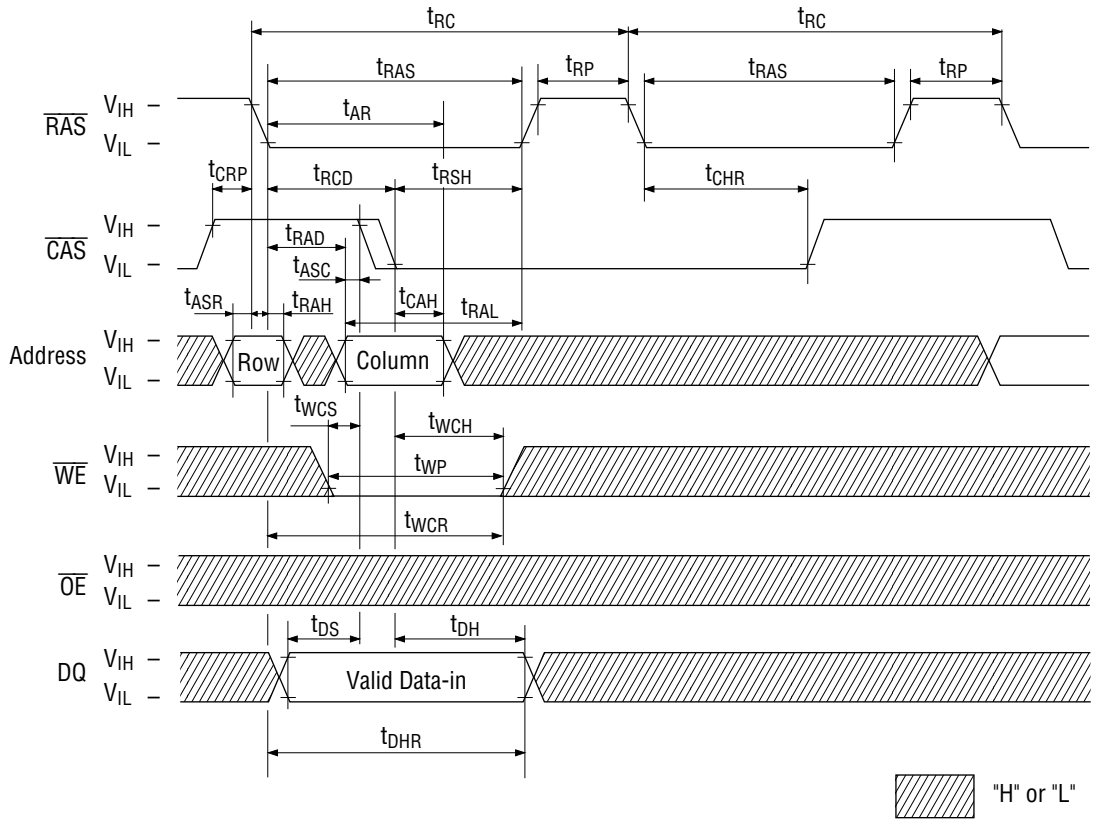 tRC tRC
tRAS tRP tRAS tRP
VIH –
RAS
tAR
VIL –
tCRP tRCD tRSH tCHR
VIH –
CAS
tRAD
VIL –
tASC
tASR tRAH tCAH tRAL
VIH –
Address Row Column
VIL –
tWCS tWCH
VIH –
WE
tWP
VIL –
tWCR
VIH –
OE
VIL –
tDS tDH
VIH –
DQ Valid Data-in
VIL –
tDHR
"H" or "L"